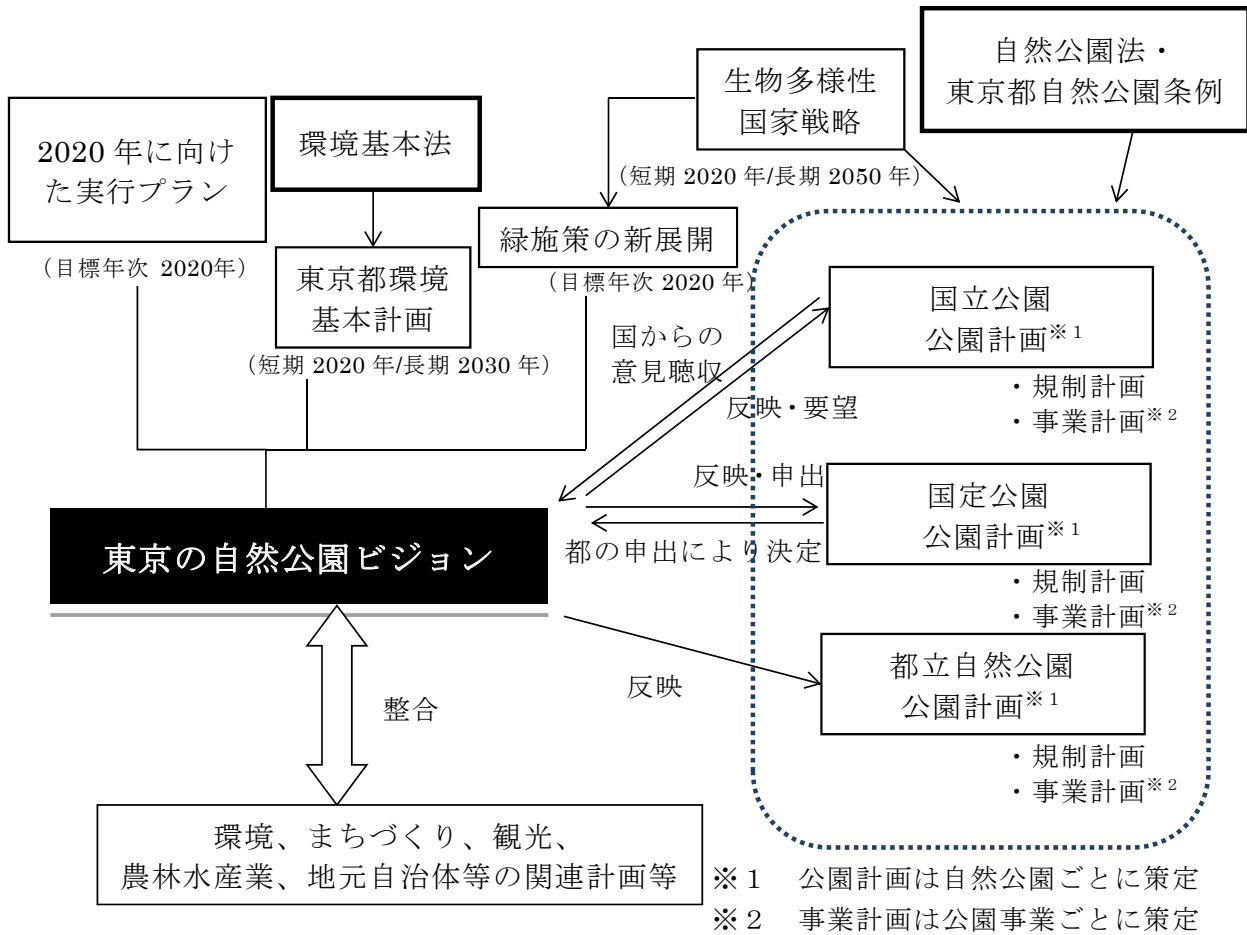 自然公園法・
東京都自然公園条例
生物多様性
国家戦略
(短期 2020 年/長期 2050 年)
2020 年に向け
た実行プラン
(目標年次 2020年)
環境基本法
東京都環境
基本計画
(短期 2020 年/長期 2030 年)
緑施策の新展開
(目標年次 2020 年)
国からの
意見聴収
反映・要望
国立公園
公園計画※1
・規制計画
・事業計画※2
反映・申出
都の申出により決定
国定公園
公園計画※1
・規制計画
・事業計画※2
東京の自然公園ビジョン
反映
都立自然公園
公園計画※1
・規制計画
・事業計画※2
整合
環境、まちづくり、観光、
農林水産業、地元自治体等の関連計画等
※1 公園計画は自然公園ごとに策定
※2 事業計画は公園事業ごとに策定